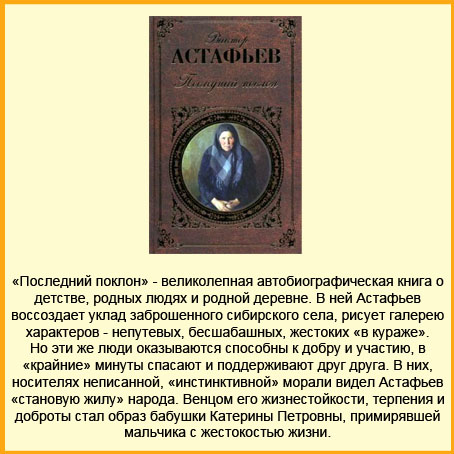 Виктор
АСТАФЬЕВ
Последний поклон
«Последний поклон» - великолепная автобиографическая книга о
детстве, родных людях и родной деревне. В ней Астафьев
воссоздает уклад заброшенного сибирского села, рисует галерею
характеров - непутевых, бесшабашных, жестоких «в кураже».
Но эти же люди оказываются способны к добру и участию, в
«крайние» минуты спасают и поддерживают друг друга. В них,
носителях неписанной, «инстинктивной» морали видел Астафьев
«становую жилу» народа. Венцом его жизнестойкости, терпения и
доброты стал образ бабушки Катерины Петровны, примирявшей
мальчика с жестокостью жизни.